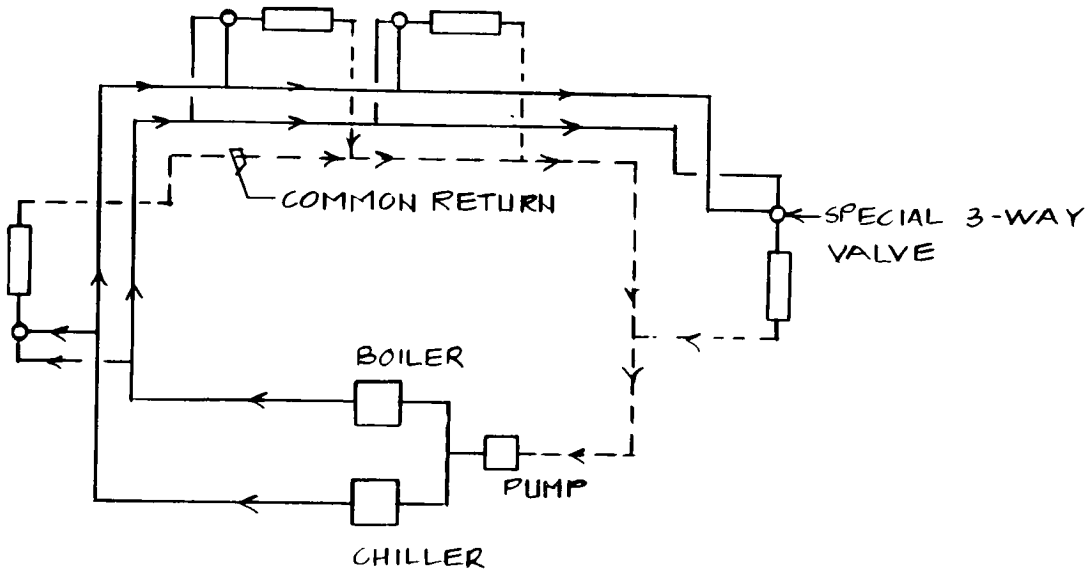 COMMON RETURN
SPECIAL 3-WAY
VALVE
BOILER
PUMP
CHILLER